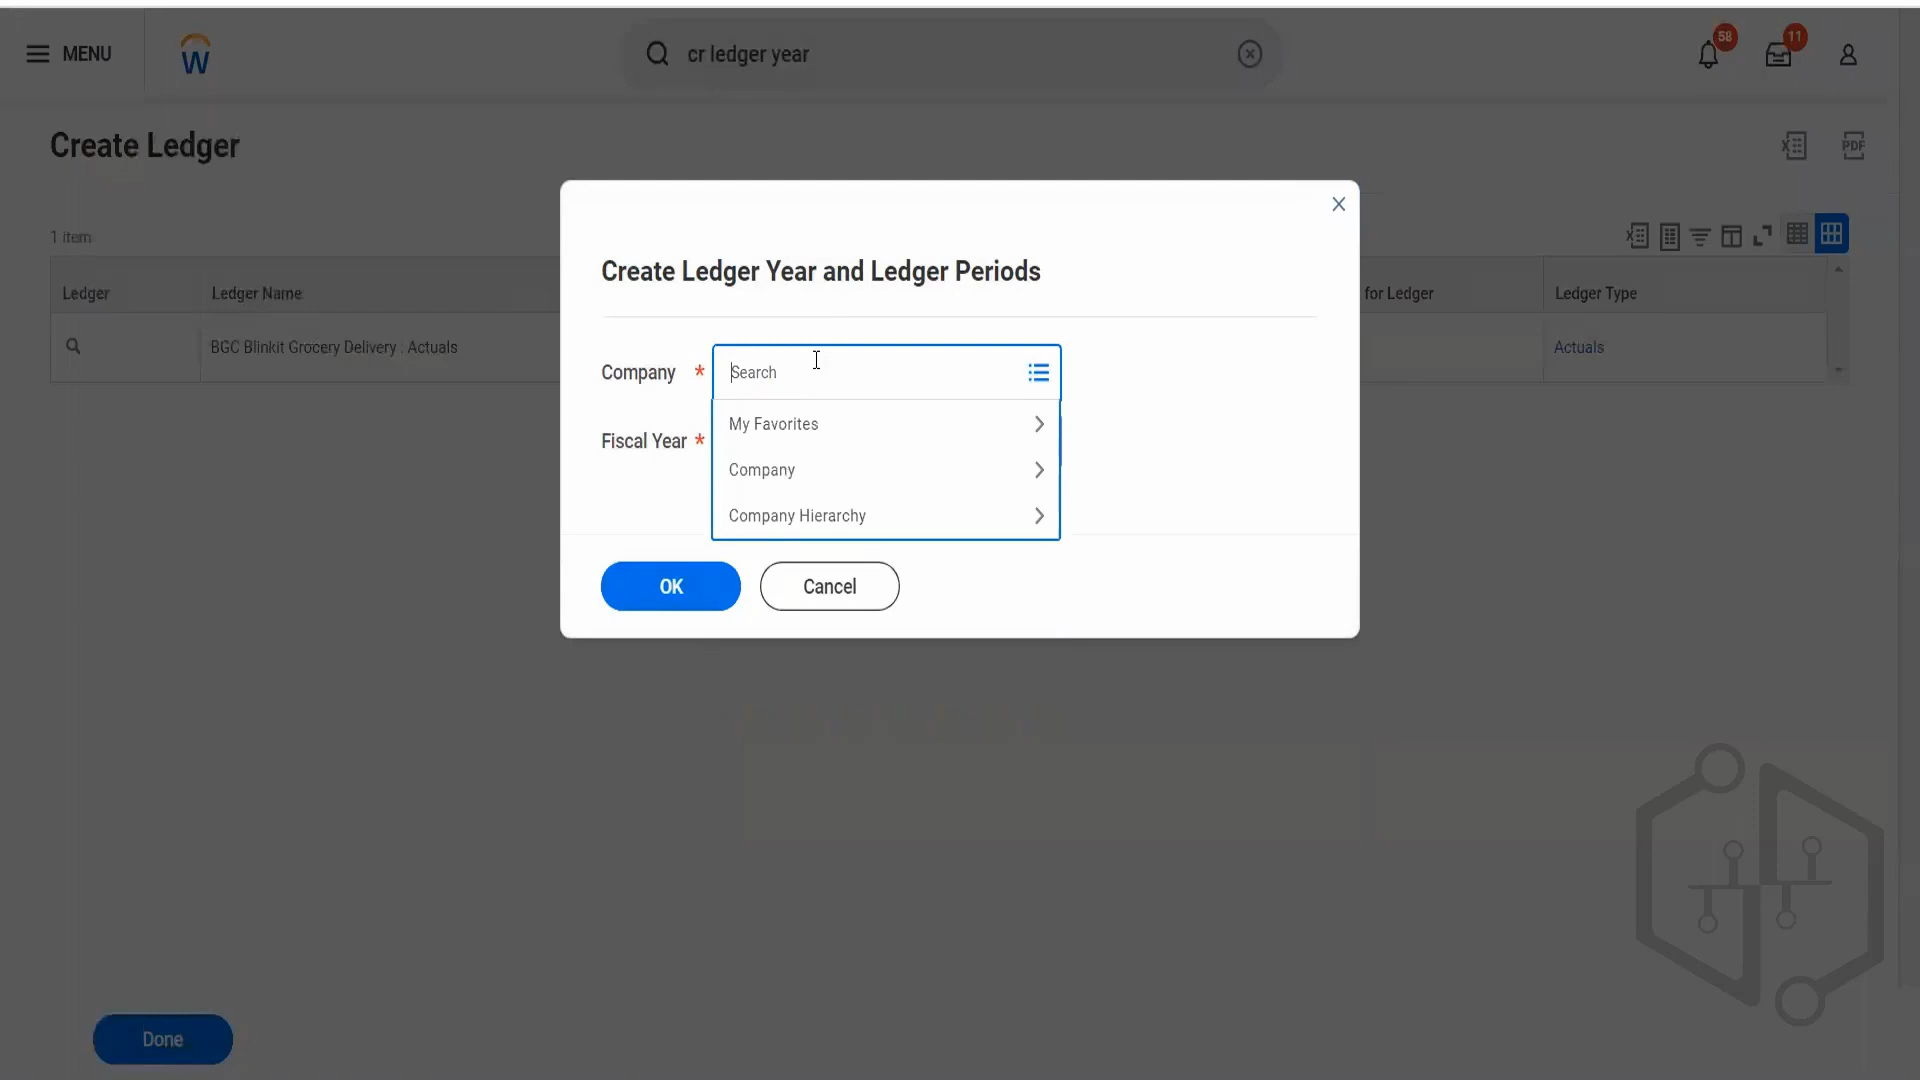 MENU
W
cr ledger year
58
11
Create Ledger
X
PDF
1 item
X
Ledger
Ledger Name
for Ledger
Ledger Type
BGC Blinkit Grocery Delivery : Actuals
Actuals
Create Ledger Year and Ledger Periods
Company *
Search
My Favorites
Fiscal Year *
Company
Company Hierarchy
OK
Cancel
Done